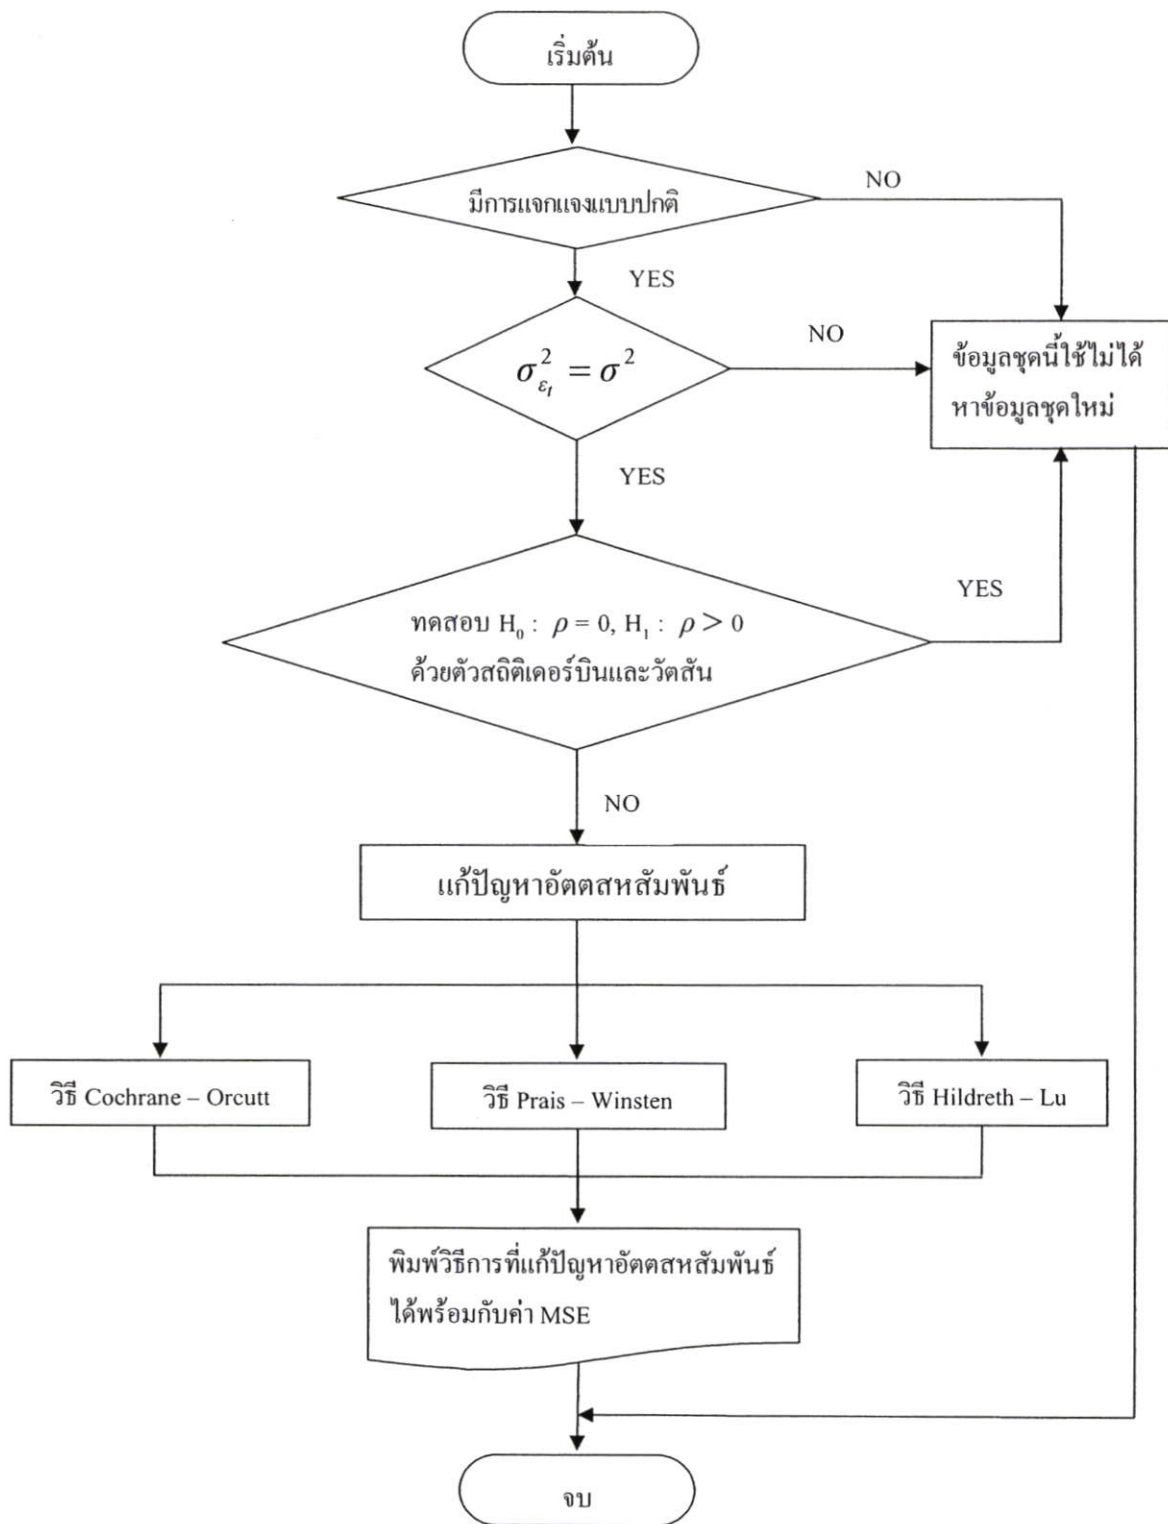 เริ่มต้น
มีการแจกแจงแบบปกติ
NO
YES
σ²_{ε_t} = σ²
NO
ข้อมูลชุดนี้ใช้ไม่ได้
หาข้อมูลชุดใหม่
YES
ทดสอบ H₀ : ρ = 0, H₁ : ρ > 0
ด้วยตัวสถิติเดอร์บินและวัตสัน
YES
NO
แก้ปัญหาอัตตสหสัมพันธ์
วิธี Cochrane – Orcutt
วิธี Prais – Winsten
วิธี Hildreth – Lu
พิมพ์วิธีการที่แก้ปัญหาอัตตสหสัมพันธ์
ได้พร้อมกับค่า MSE
จบ